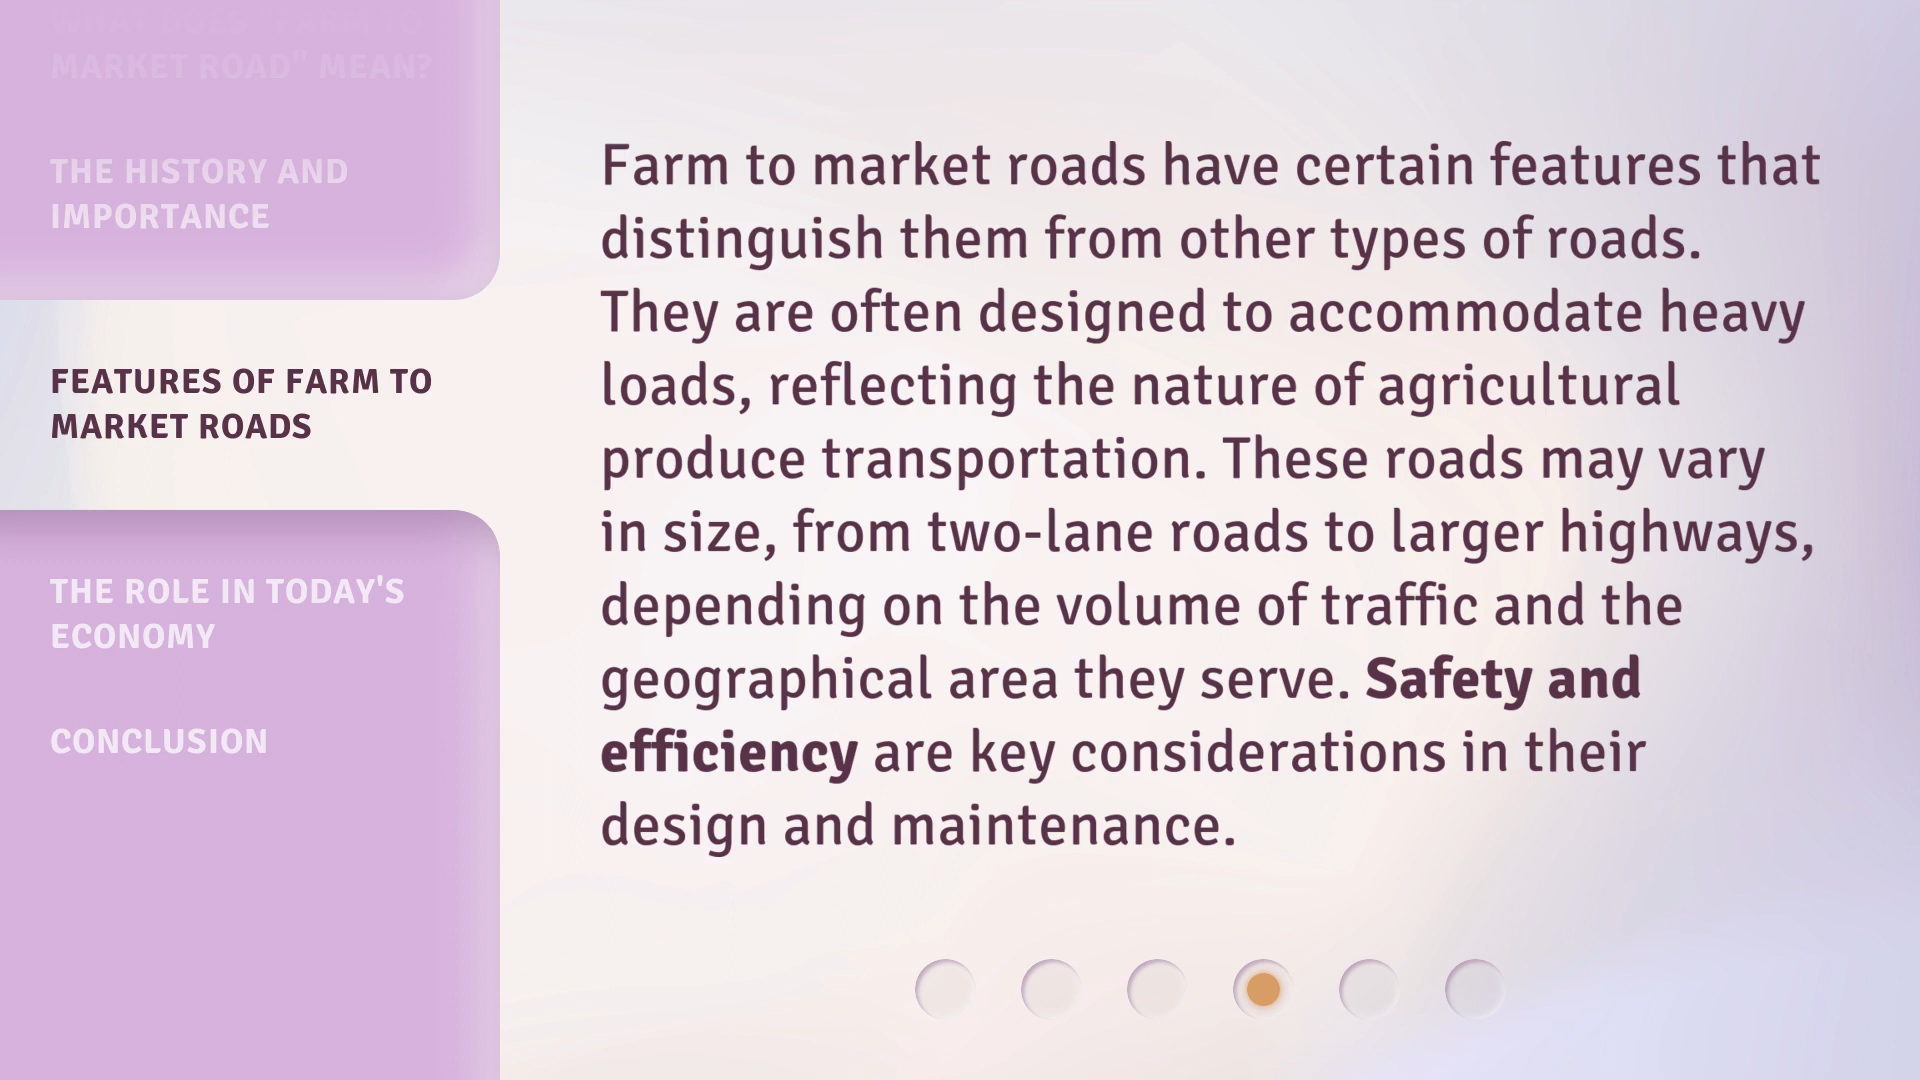 WHAT DOES "FARM TO
MARKET ROAD" MEAN?
THE HISTORY AND
IMPORTANCE
FEATURES OF FARM TO
MARKET ROADS
THE ROLE IN TODAY'S
ECONOMY
CONCLUSION
Farm to market roads have certain features that
distinguish them from other types of roads.
They are often designed to accommodate heavy
loads, reflecting the nature of agricultural
produce transportation. These roads may vary
in size, from two-lane roads to larger highways,
depending on the volume of traffic and the
geographical area they serve. Safety and
efficiency are key considerations in their
design and maintenance.